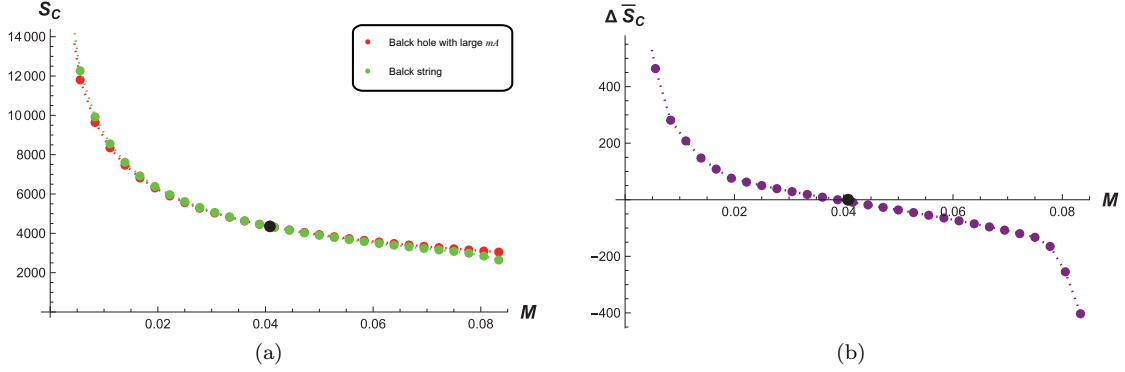 S_C
14 000
12 000
10 000
8000
6000
4000
2000
0.02
0.04
0.06
0.08
M
Balck hole with large mA
Balck string
(a)
Δ S̅_C
400
200
-200
-400
0.02
0.04
0.06
0.08
M
(b)